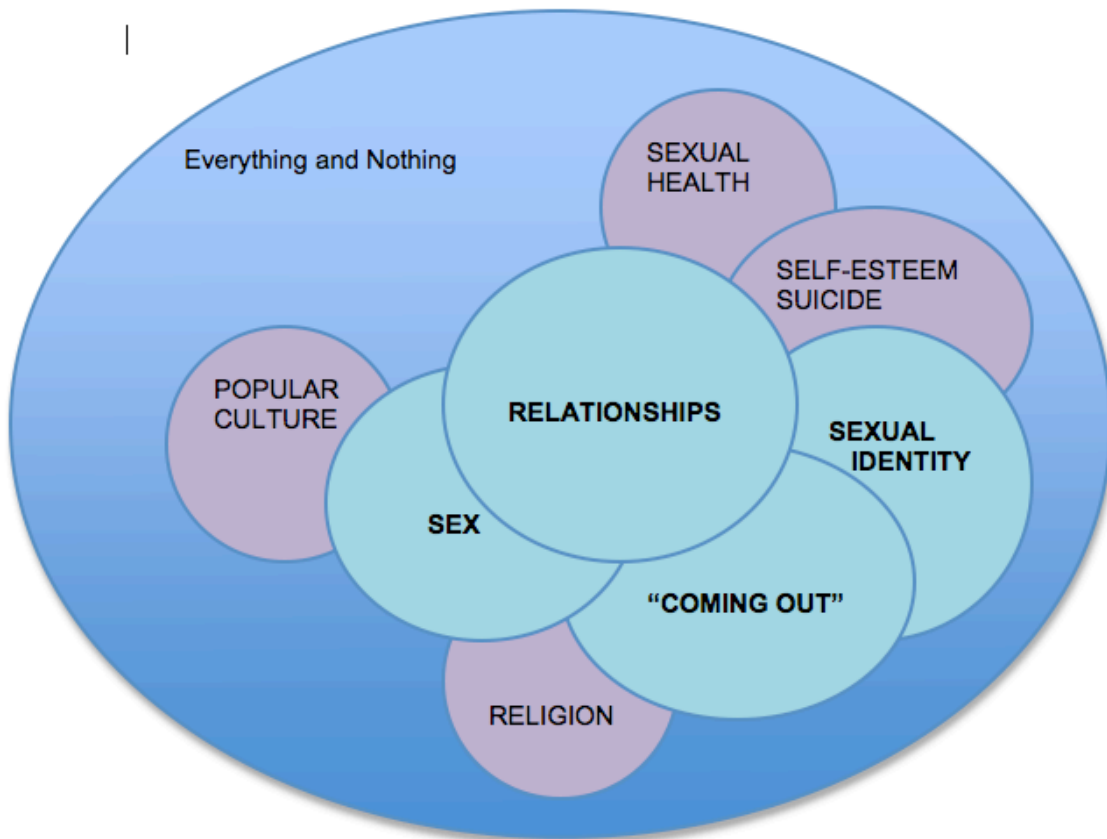 Everything and Nothing
SEXUAL
HEALTH
SELF-ESTEEM
SUICIDE
POPULAR
CULTURE
RELATIONSHIPS
SEXUAL
IDENTITY
SEX
“COMING OUT”
RELIGION